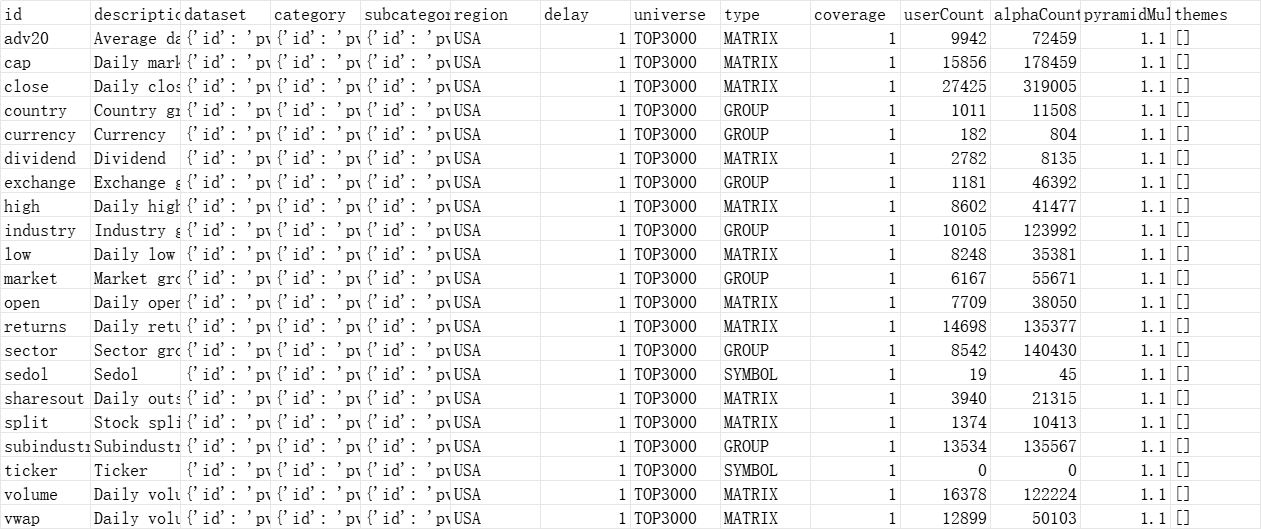 id descriptic dataset category subcategor region delay universe type coverage userCount alphaCount pyramidMul themes
adv20 Average da {'id': 'pv {'id': 'pv {'id': 'pv USA 1 TOP3000 MATRIX 1 9942 72459 1.1 []
cap Daily mark {'id': 'pv {'id': 'pv {'id': 'pv USA 1 TOP3000 MATRIX 1 15856 178459 1.1 []
close Daily clos {'id': 'pv {'id': 'pv {'id': 'pv USA 1 TOP3000 MATRIX 1 27425 319005 1.1 []
country Country gr {'id': 'pv {'id': 'pv {'id': 'pv USA 1 TOP3000 GROUP 1 1011 11508 1.1 []
currency Currency {'id': 'pv {'id': 'pv {'id': 'pv USA 1 TOP3000 GROUP 1 182 804 1.1 []
dividend Dividend {'id': 'pv {'id': 'pv {'id': 'pv USA 1 TOP3000 MATRIX 1 2782 8135 1.1 []
exchange Exchange g {'id': 'pv {'id': 'pv {'id': 'pv USA 1 TOP3000 GROUP 1 1181 46392 1.1 []
high Daily high {'id': 'pv {'id': 'pv {'id': 'pv USA 1 TOP3000 MATRIX 1 8602 41477 1.1 []
industry Industry g {'id': 'pv {'id': 'pv {'id': 'pv USA 1 TOP3000 GROUP 1 10105 123992 1.1 []
low Daily low {'id': 'pv {'id': 'pv {'id': 'pv USA 1 TOP3000 MATRIX 1 8248 35381 1.1 []
market Market gro {'id': 'pv {'id': 'pv {'id': 'pv USA 1 TOP3000 GROUP 1 6167 55671 1.1 []
open Daily open {'id': 'pv {'id': 'pv {'id': 'pv USA 1 TOP3000 MATRIX 1 7709 38050 1.1 []
returns Daily retu {'id': 'pv {'id': 'pv {'id': 'pv USA 1 TOP3000 MATRIX 1 14698 135377 1.1 []
sector Sector gro {'id': 'pv {'id': 'pv {'id': 'pv USA 1 TOP3000 GROUP 1 8542 140430 1.1 []
sedol Sedol {'id': 'pv {'id': 'pv {'id': 'pv USA 1 TOP3000 SYMBOL 1 19 45 1.1 []
sharesout Daily outs {'id': 'pv {'id': 'pv {'id': 'pv USA 1 TOP3000 MATRIX 1 3940 21315 1.1 []
split Stock spli {'id': 'pv {'id': 'pv {'id': 'pv USA 1 TOP3000 MATRIX 1 1374 10413 1.1 []
subindustr Subindustr {'id': 'pv {'id': 'pv {'id': 'pv USA 1 TOP3000 GROUP 1 13534 135567 1.1 []
ticker Ticker {'id': 'pv {'id': 'pv {'id': 'pv USA 1 TOP3000 SYMBOL 1 0 0 1.1 []
volume Daily volu {'id': 'pv {'id': 'pv {'id': 'pv USA 1 TOP3000 MATRIX 1 16378 122224 1.1 []
vwap Daily volu {'id': 'pv {'id': 'pv {'id': 'pv USA 1 TOP3000 MATRIX 1 12899 50103 1.1 []